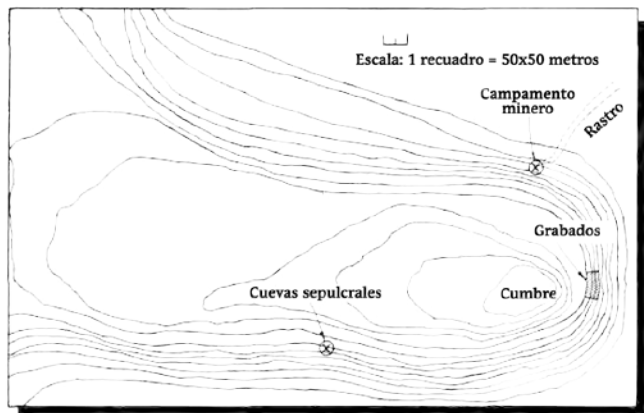 Escala: 1 recuadro = 50x50 metros
Campamento
minero
Rastro
Grabados
Cuevas sepulcrales
Cumbre